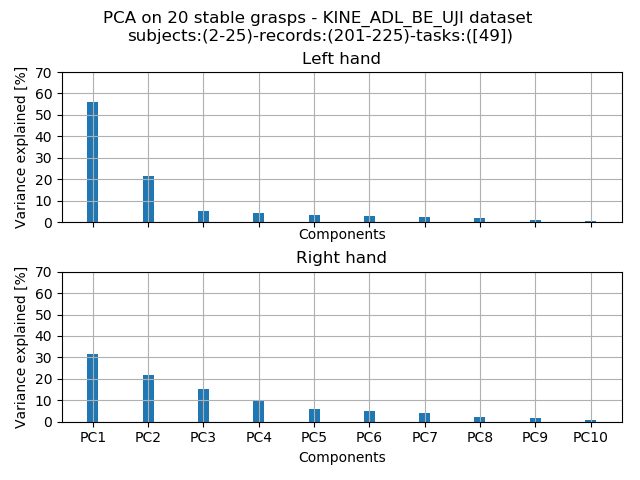 PCA on 20 stable grasps - KINE_ADL_BE_UJI dataset
subjects:(2-25)-records:(201-225)-tasks:([49])
Left hand
Variance explained [%]
70
60
50
40
30
20
10
0
Components
Right hand
Variance explained [%]
70
60
50
40
30
20
10
0
PC1 PC2 PC3 PC4 PC5 PC6 PC7 PC8 PC9 PC10
Components